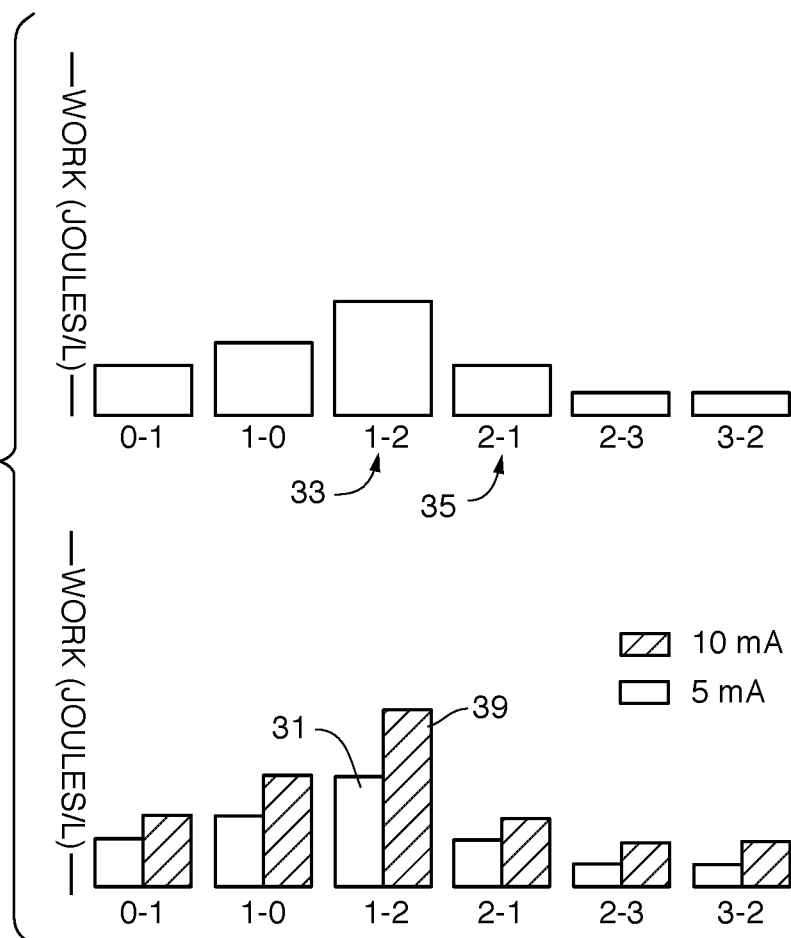 WORK (JOULES/L)
0-1 1-0 1-2 2-1 2-3 3-2
33 35
WORK (JOULES/L)
10 mA
5 mA
31 39
0-1 1-0 1-2 2-1 2-3 3-2